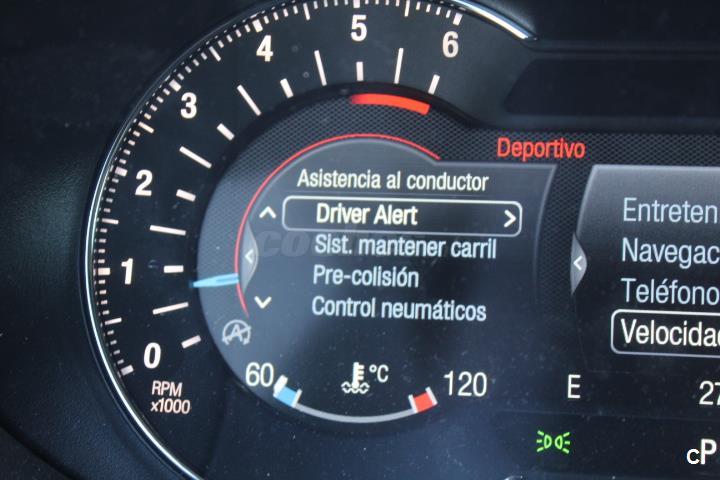 0
1
2
3
4
5
6
RPM
x1000
Deportivo
Asistencia al conductor
Driver Alert >
Sist. mantener carril
Pre-colisión
Control neumáticos
Entreten
Navegac
Teléfono
Velocidad
60 °C 120
E
27
P